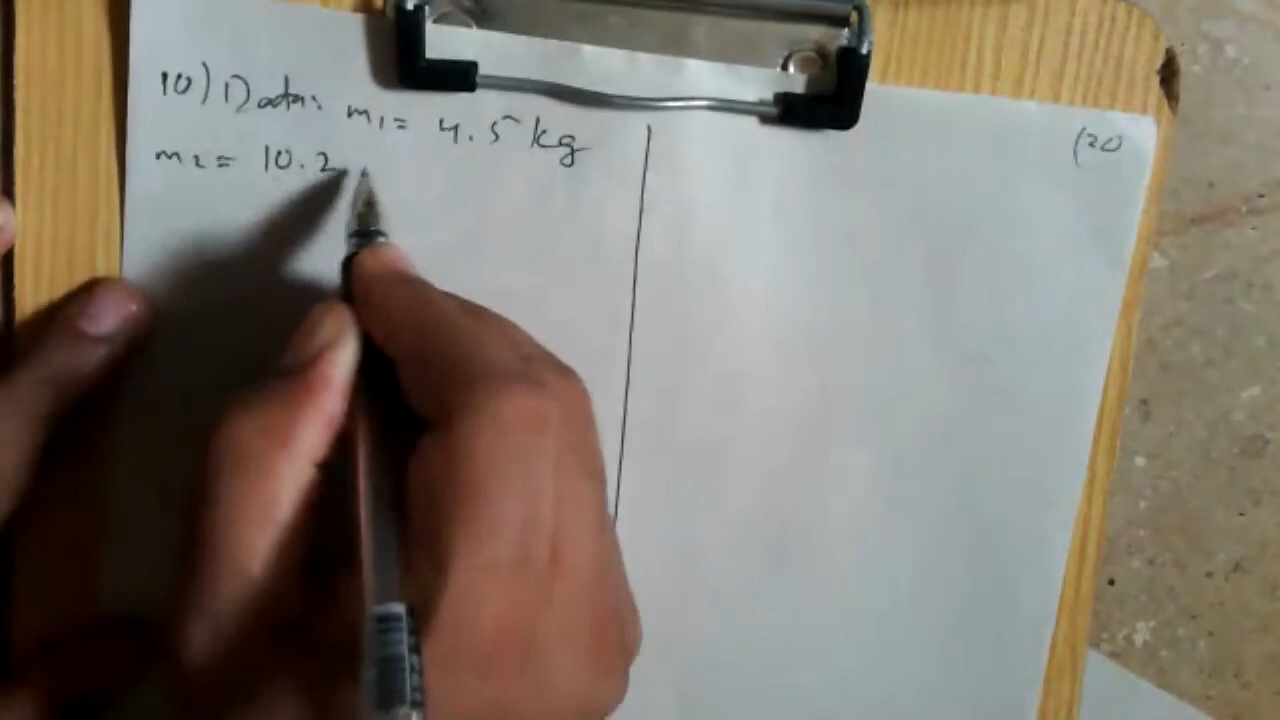 10) Data: m1 = 4.5 kg
m2 = 10.2
(20